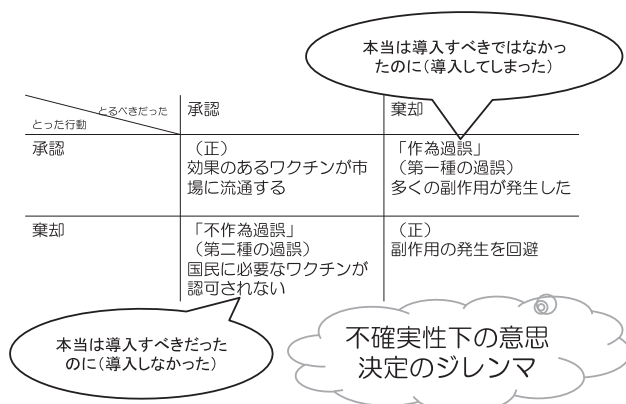 本当は導入すべきではなかっ
たのに（導入してしまった）
とるべきだった
とった行動
承認
棄却
承認
（正）
効果のあるワクチンが市
場に流通する
「作為過誤」
（第一種の過誤）
多くの副作用が発生した
棄却
「不作為過誤」
（第二種の過誤）
国民に必要なワクチンが
認可されない
（正）
副作用の発生を回避
本当は導入すべきだった
のに（導入しなかった）
不確実性下の意思
決定のジレンマ